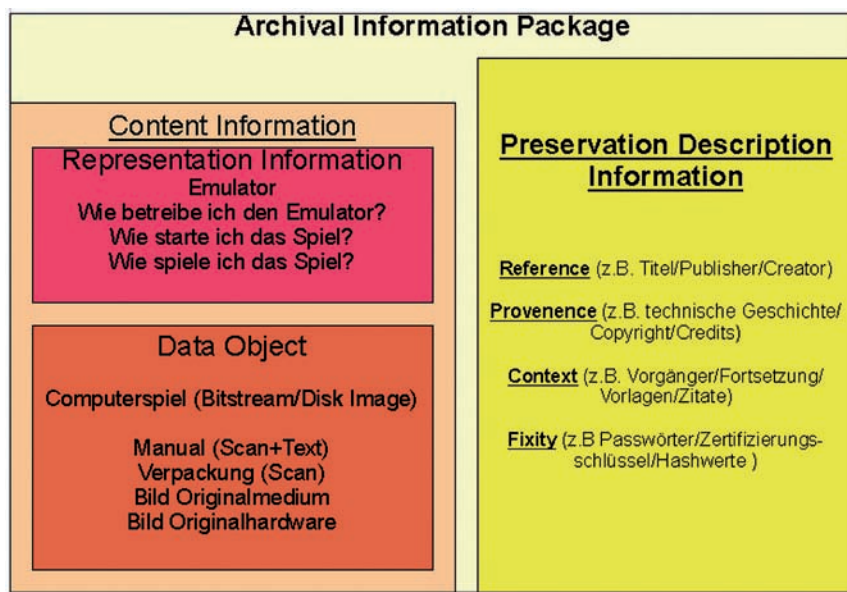 Archival Information Package
Content Information
Representation Information
Emulator
Wie betreibe ich den Emulator?
Wie starte ich das Spiel?
Wie spiele ich das Spiel?
Data Object
Computerspiel (Bitstream/Disk Image)
Manual (Scan+Text)
Verpackung (Scan)
Bild Originalmedium
Bild Originalhardware
Preservation Description
Information
Reference (z.B. Titel/Publisher/Creator)
Provenence (z.B. technische Geschichte/
Copyright/Credits)
Context (z.B. Vorgänger/Fortsetzung/
Vorlagen/Zitate)
Fixity (z.B Passwörter/Zertifizierungs-
schlüssel/Hashwerte )